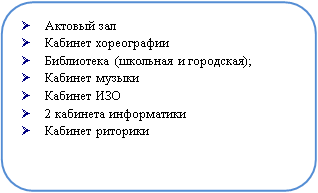 Актовый зал
Кабинет хореографии
Библиотека (школьная и городская);
Кабинет музыки
Кабинет ИЗО
2 кабинета информатики
Кабинет риторики